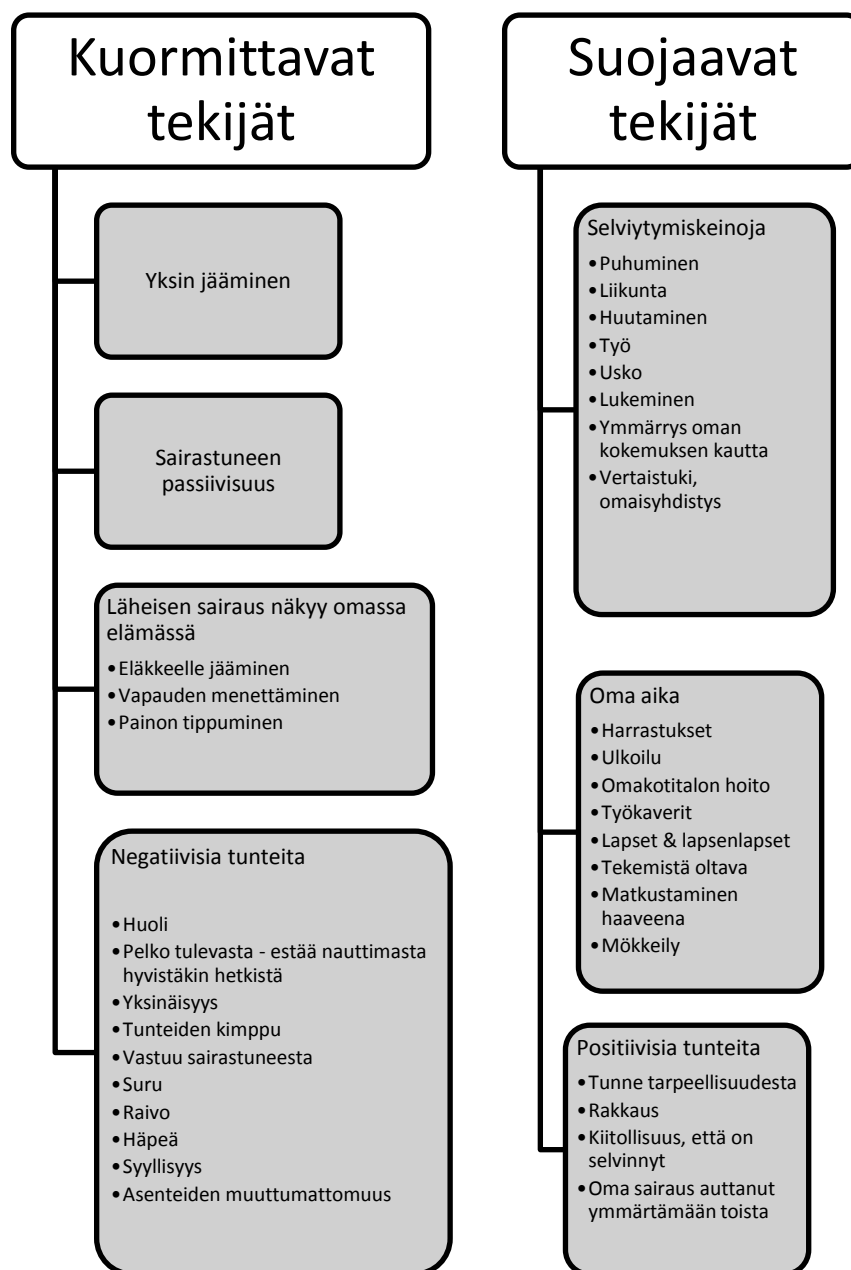 Kuormittavat
tekijät
Yksin jääminen
Sairastuneen
passiivisuus
Läheisen sairaus näkyy omassa
elämässä
•Eläkkeelle jääminen
•Vapauden menettäminen
•Painon tippuminen
Negatiivisia tunteita
•Huoli
•Pelko tulevasta - estää nauttimasta
hyvistäkin hetkistä
•Yksinäisyys
•Tunteiden kimppu
•Vastuu sairastuneesta
•Suru
•Raivo
•Häpeä
•Syyllisyys
•Asenteiden muuttumattomuus
Suojaavat
tekijät
Selviytymiskeinoja
•Puhuminen
•Liikunta
•Huutaminen
•Työ
•Usko
•Lukeminen
•Ymmärrys oman
kokemuksen kautta
•Vertaistuki,
omaisyhdistys
Oma aika
•Harrastukset
•Ulkoilu
•Omakotitalon hoito
•Työkaverit
•Lapset & lapsenlapset
•Tekemistä oltava
•Matkustaminen
haaveena
•Mökkeily
Positiivisia tunteita
•Tunne tarpeellisuudesta
•Rakkaus
•Kiitollisuus, että on
selvinnyt
•Oma sairaus auttanut
ymmärtämään toista